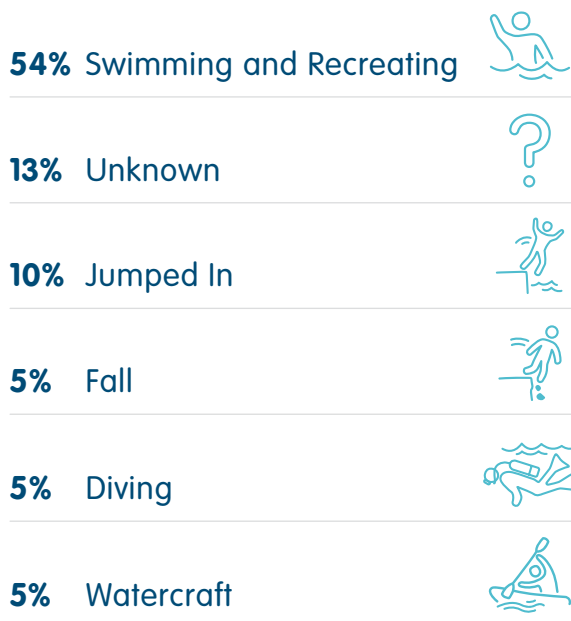 54% Swimming and Recreating
13% Unknown
10% Jumped In
5% Fall
5% Diving
5% Watercraft